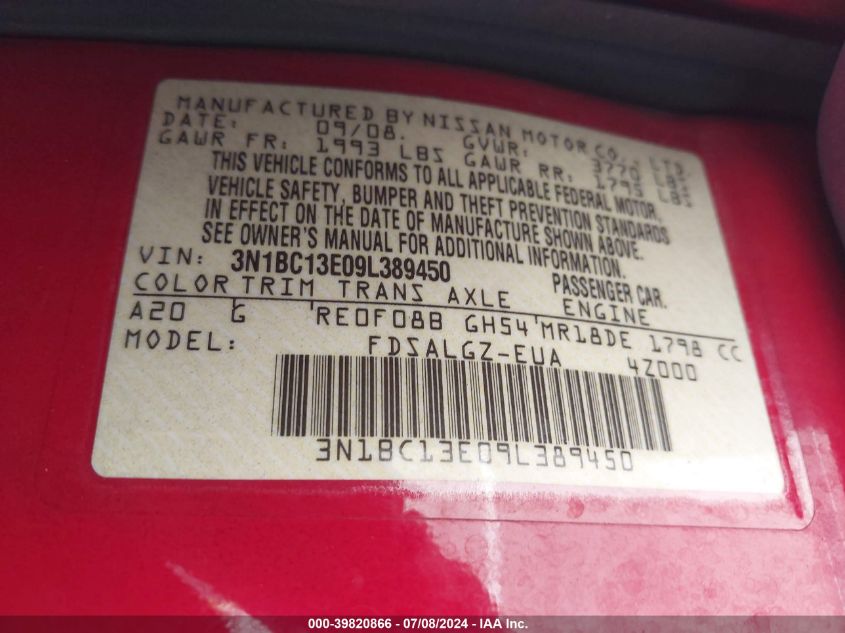 MANUFACTURED BY NISSAN MOTOR CO., LTD.
DATE: 09/08. GVWR: 3770 LBS
GAWR FR: 1993 LBS GAWR RR: 1795 LBS
THIS VEHICLE CONFORMS TO ALL APPLICABLE FEDERAL MOTOR
VEHICLE SAFETY, BUMPER AND THEFT PREVENTION STANDARDS
IN EFFECT ON THE DATE OF MANUFACTURE SHOWN ABOVE.
SEE OWNER'S MANUAL FOR ADDITIONAL INFORMATION.
VIN: 3N1BC13E09L389450 PASSENGER CAR.
COLOR TRIM TRANS AXLE ENGINE
A20 G 'RE0F08B GH54'MR18DE 1798 CC
MODEL: FDSALGZ-EUA 4Z000
3N1BC13E09L389450
000-39820866 - 07/08/2024 - IAA Inc.